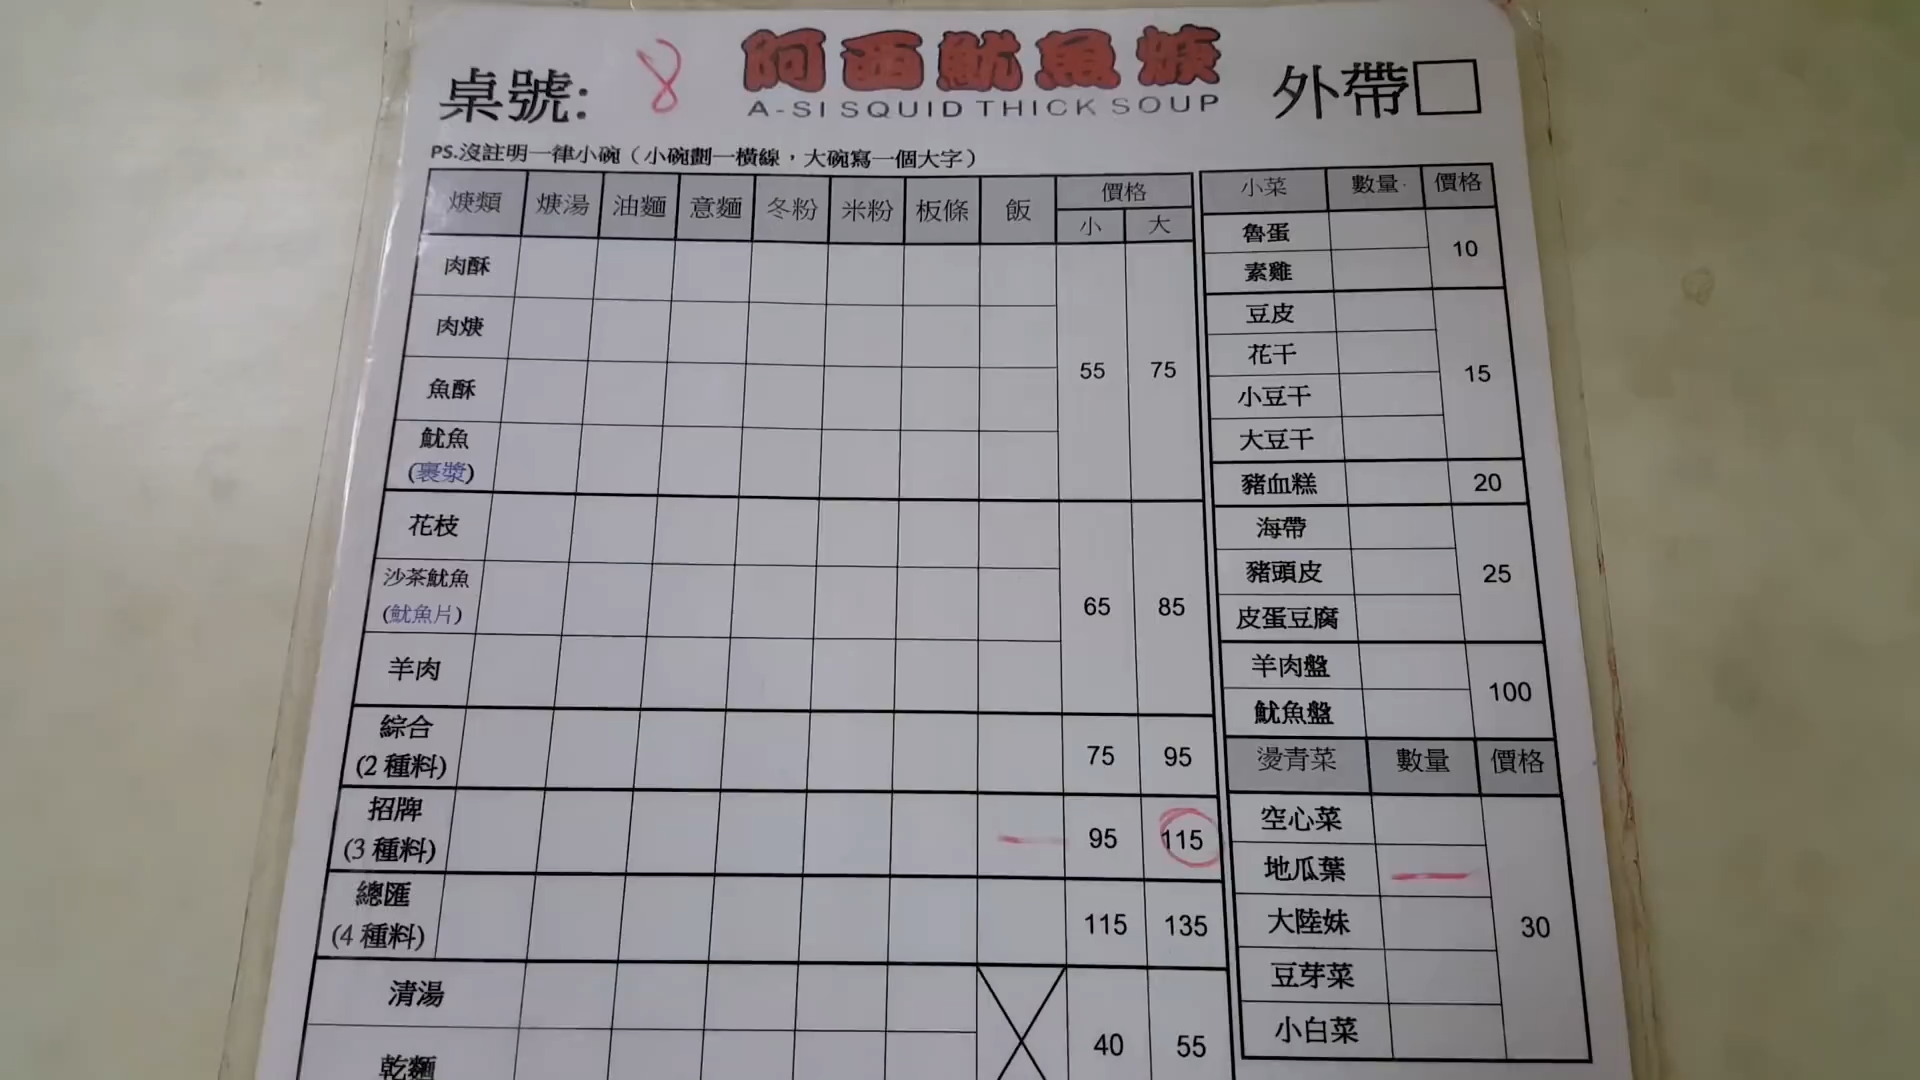 桌號: 8
阿西魷魚焿
A-SI SQUID THICK SOUP
外帶
PS.沒註明一律小碗（小碗劃一橫線，大碗寫一個大字）
焿類 焿湯 油麵 意麵 冬粉 米粉 板條 飯 價格
小 大
肉酥
肉焿
魚酥
魷魚
(裹漿)
55 75
花枝
沙茶魷魚
(魷魚片)
羊肉
65 85
綜合
(2 種料)
75 95
招牌
(3 種料)
95 115
總匯
(4 種料)
115 135
清湯
乾麵
40 55
小菜 數量 價格
魯蛋
素雞
10
豆皮
花干
小豆干
大豆干
15
豬血糕 20
海帶
豬頭皮
皮蛋豆腐
25
羊肉盤
魷魚盤
100
燙青菜 數量 價格
空心菜
地瓜葉
大陸妹
豆芽菜
小白菜
30